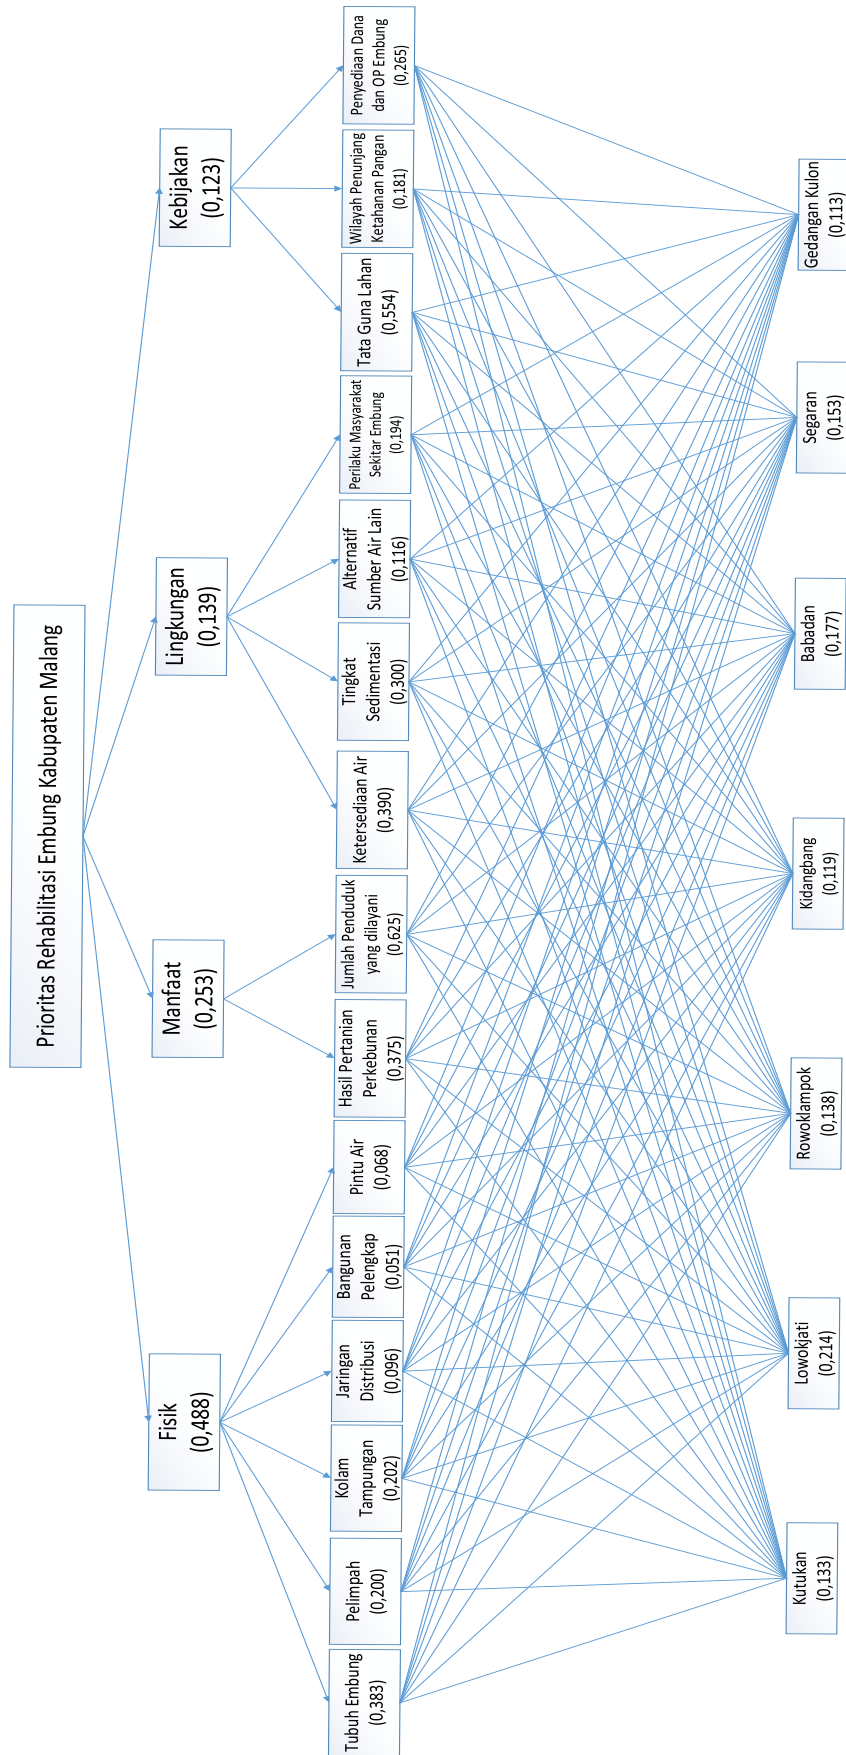 Prioritas Rehabilitasi Embung Kabupaten Malang
Fisik
(0,488)
Manfaat
(0,253)
Lingkungan
(0,139)
Kebijakan
(0,123)
Tubuh Embung
(0,383)
Pelimpah
(0,200)
Kolam
Tampungan
(0,202)
Jaringan
Distribusi
(0,096)
Bangunan
Pelengkap
(0,051)
Pintu Air
(0,068)
Hasil Pertanian
Perkebunan
(0,375)
Jumlah Penduduk
yang dilayani
(0,625)
Ketersediaan Air
(0,390)
Tingkat
Sedimentasi
(0,300)
Alternatif
Sumber Air Lain
(0,116)
Perilaku Masyarakat
Sekitar Embung
(0,194)
Tata Guna Lahan
(0,554)
Wilayah Penunjang
Ketahanan Pangan
(0,181)
Penyediaan Dana
dan OP Embung
(0,265)
Kutukan
(0,133)
Lowokjati
(0,214)
Rowoklampok
(0,138)
Kidangbang
(0,119)
Babadan
(0,177)
Segaran
(0,153)
Gedangan Kulon
(0,113)